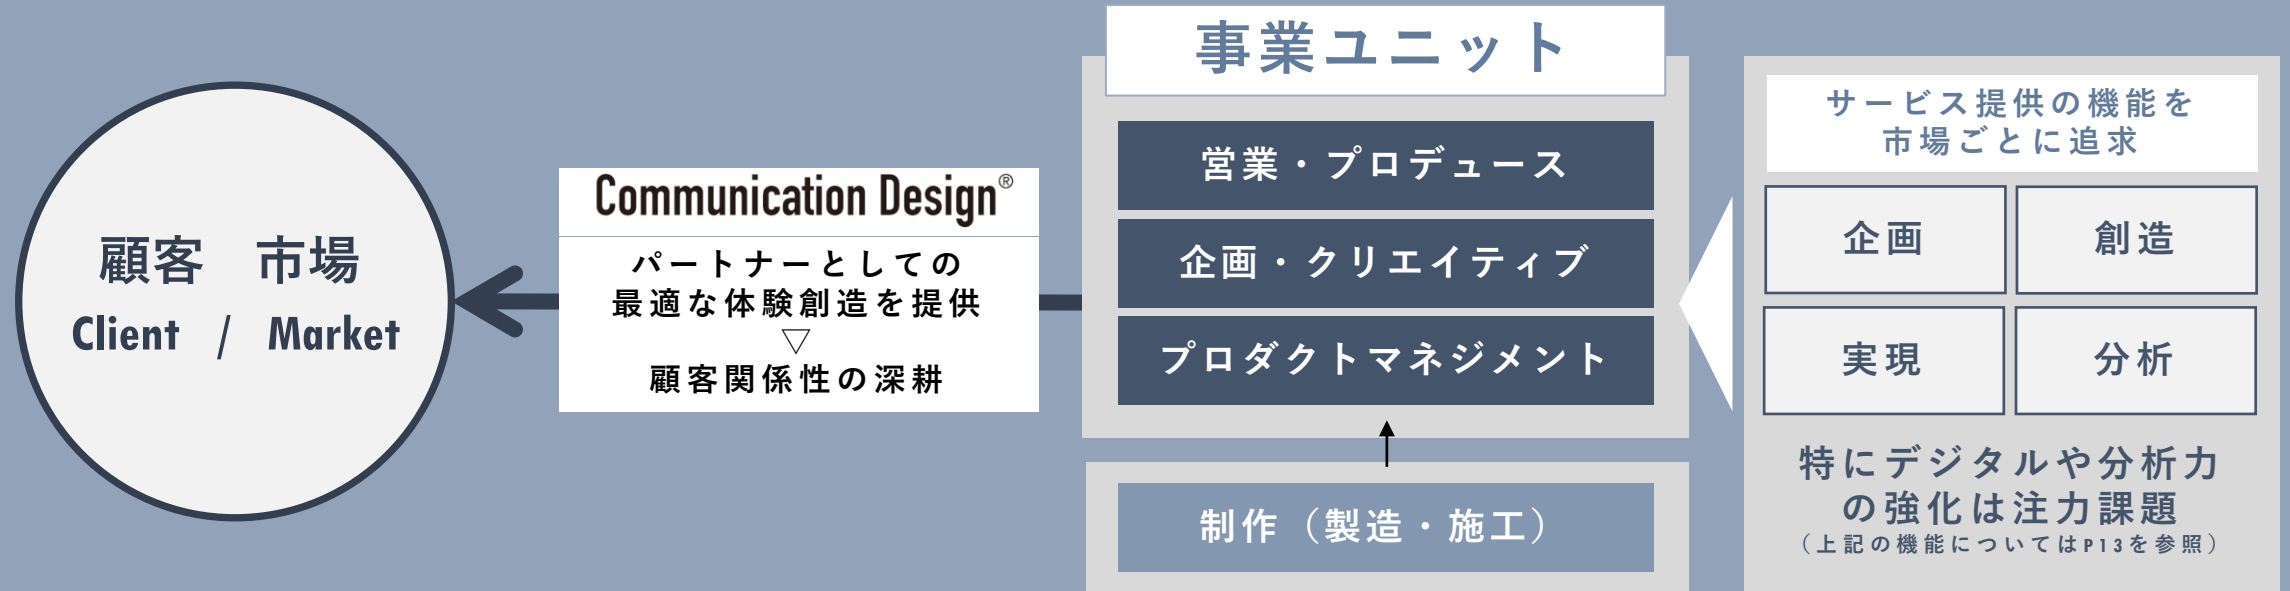 顧客　市場
Client / Market
Communication Design®
パートナーとしての
最適な体験創造を提供
▽
顧客関係性の深耕
事業ユニット
営業・プロデュース
企画・クリエイティブ
プロダクトマネジメント
制作（製造・施工）
サービス提供の機能を
市場ごとに追求
企画
創造
実現
分析
特にデジタルや分析力
の強化は注力課題
（上記の機能についてはP13を参照）